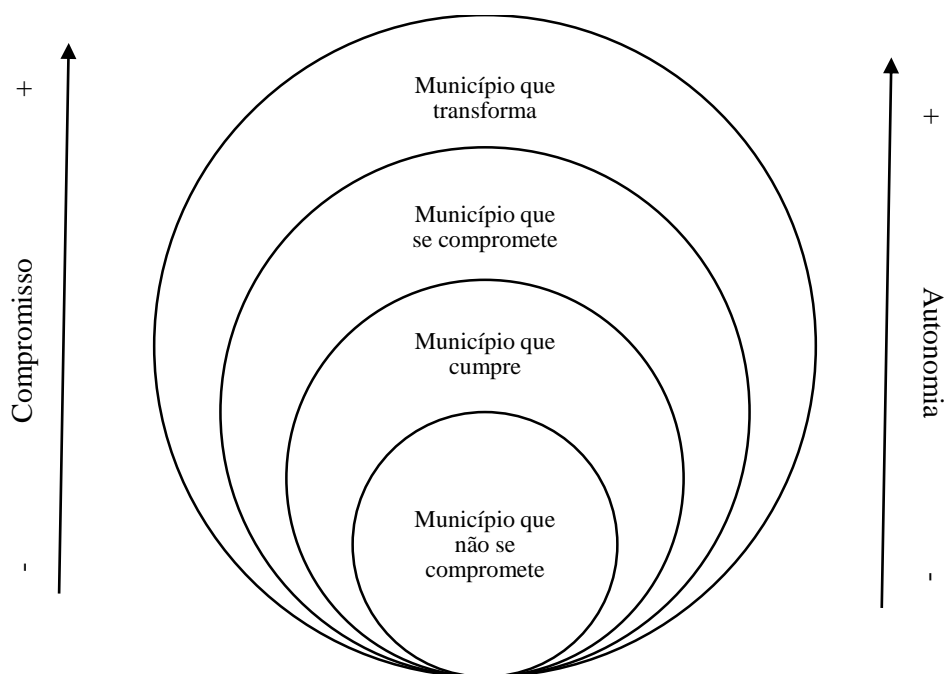 +
Município que
transforma
+
Município que
se compromete
Compromisso
Autonomia
Município que
cumpre
Município que
não se
compromete
-
-